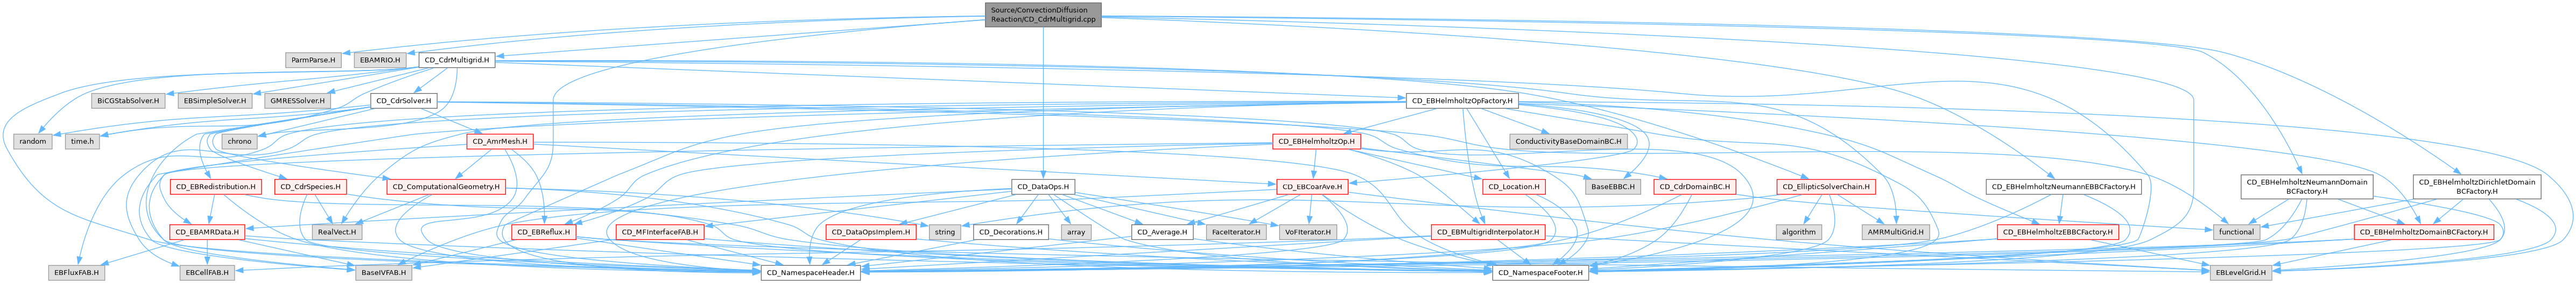 Source/ConvectionDiffusion
Reaction/CD_CdrMultigrid.cpp
ParmParse.H
EBAMRIO.H
CD_CdrMultigrid.H
BiCGStabSolver.H
EBSimpleSolver.H
GMRESSolver.H
CD_CdrSolver.H
CD_EBHelmholtzOpFactory.H
random
time.h
chrono
CD_AmrMesh.H
CD_EBHelmholtzOp.H
ConductivityBaseDomainBC.H
CD_EBRedistribution.H
CD_CdrSpecies.H
CD_ComputationalGeometry.H
CD_DataOps.H
CD_EBCoarAve.H
CD_Location.H
BaseEBBC.H
CD_CdrDomainBC.H
CD_EllipticSolverChain.H
CD_EBHelmholtzNeumannEBBCFactory.H
CD_EBHelmholtzNeumannDomain
BCFactory.H
CD_EBHelmholtzDirichletDomain
BCFactory.H
CD_EBAMRData.H
RealVect.H
CD_EBReflux.H
CD_MFInterfaceFAB.H
CD_DataOpsImplem.H
string
CD_Decorations.H
array
CD_Average.H
FaceIterator.H
VoFIterator.H
CD_EBMultigridInterpolator.H
algorithm
AMRMultiGrid.H
CD_EBHelmholtzEBBCFactory.H
functional
CD_EBHelmholtzDomainBCFactory.H
EBFluxFAB.H
EBCellFAB.H
BaseIVFAB.H
CD_NamespaceHeader.H
CD_NamespaceFooter.H
EBLevelGrid.H